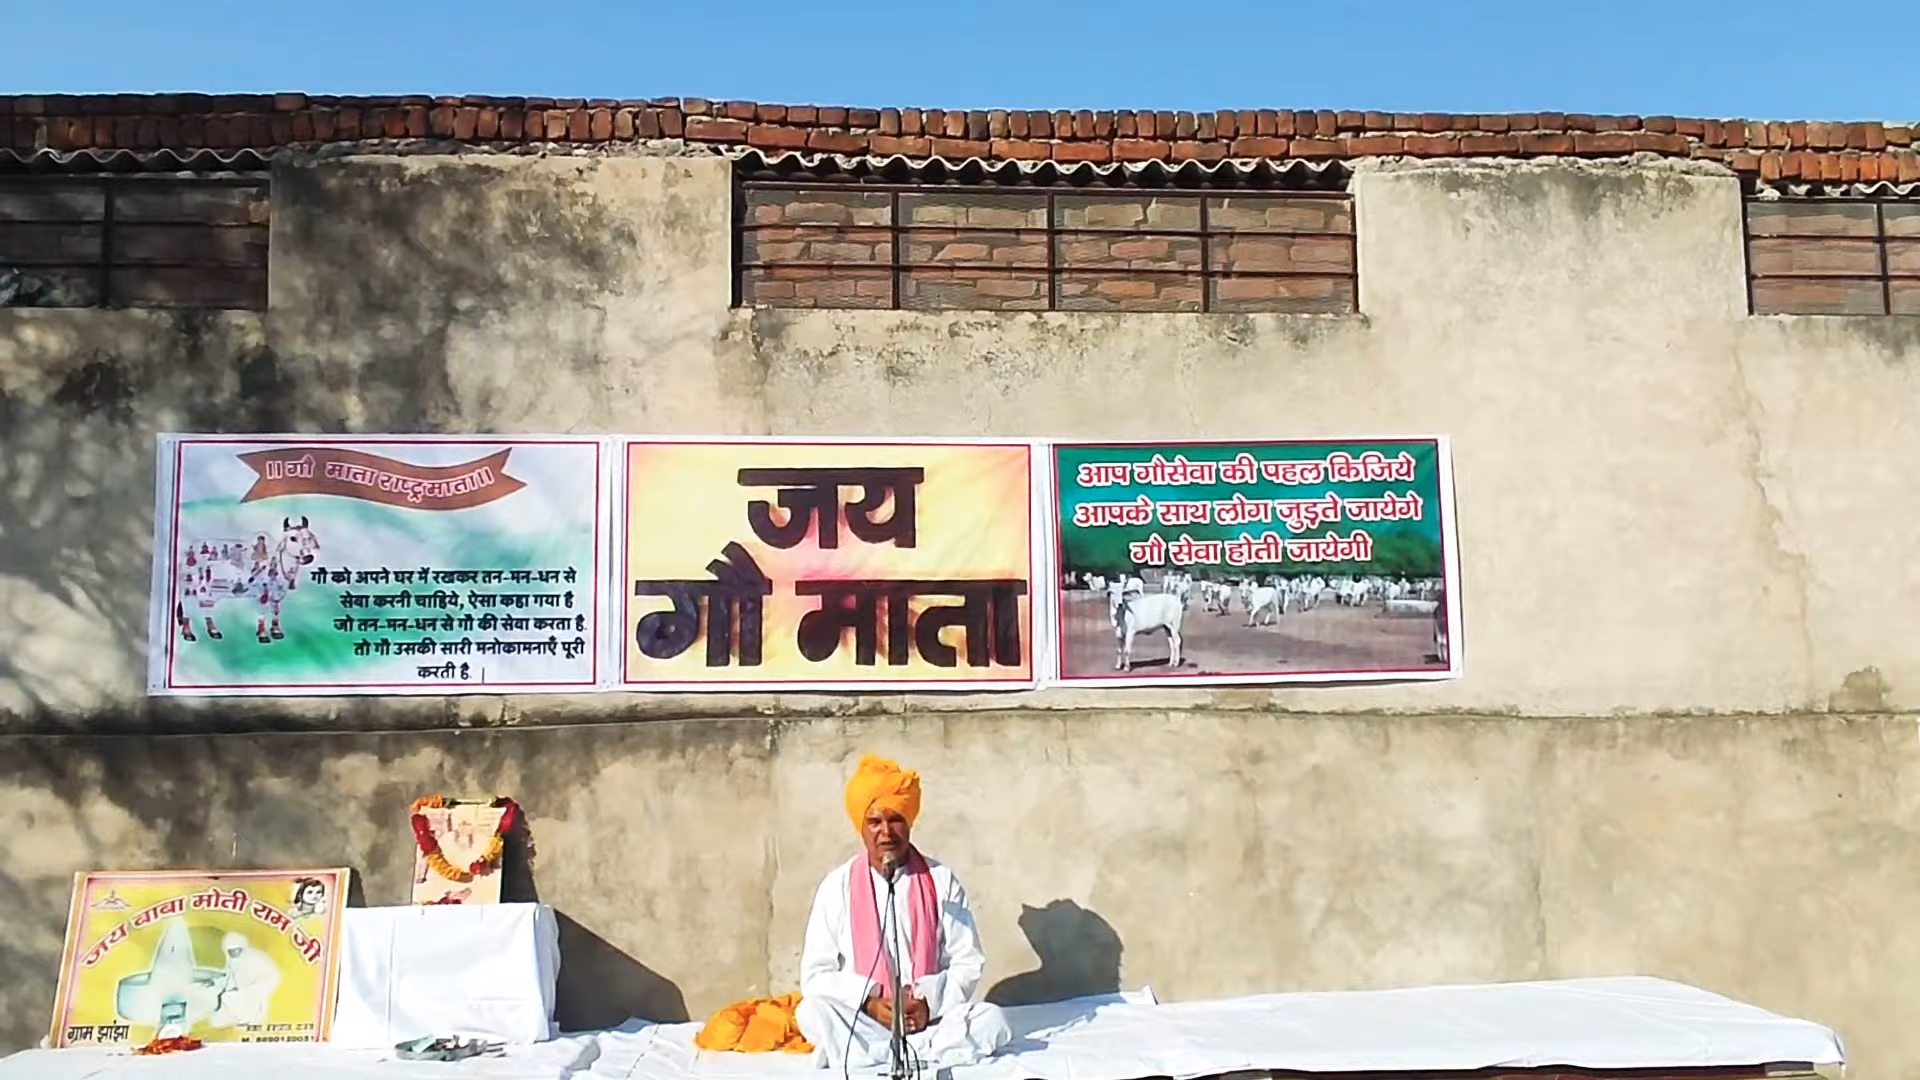 ॥गौ माता राष्ट्रमाता॥
गौ को अपने घर में रखकर तन-मन-धन से
सेवा करनी चाहिये, ऐसा कहा गया है
जो तन-मन-धन से गौ की सेवा करता है.
तो गौ उसकी सारी मनोकामनाएँ पूरी
करती है.
जय
गौ माता
आप गौसेवा की पहल किजिये
आपके साथ लोग जुड़ते जायेगे
गौ सेवा होती जायेगी
जय बाबा मोती राम जी
ग्राम झांझा